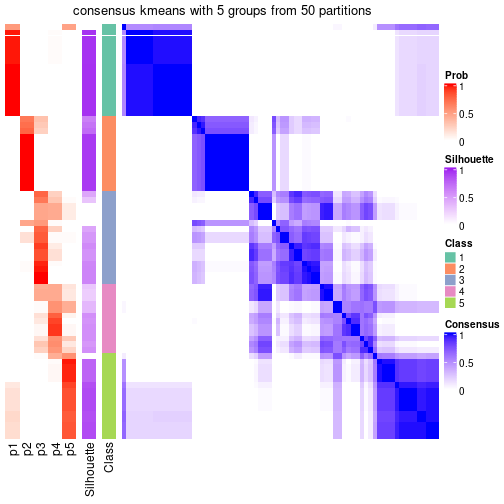 consensus kmeans with 5 groups from 50 partitions
Prob
1
0.5
0
Silhouette
1
0.5
0
Class
1
2
3
4
5
Consensus
1
0.5
0
p1
p2
p3
p4
p5
Silhouette
Class